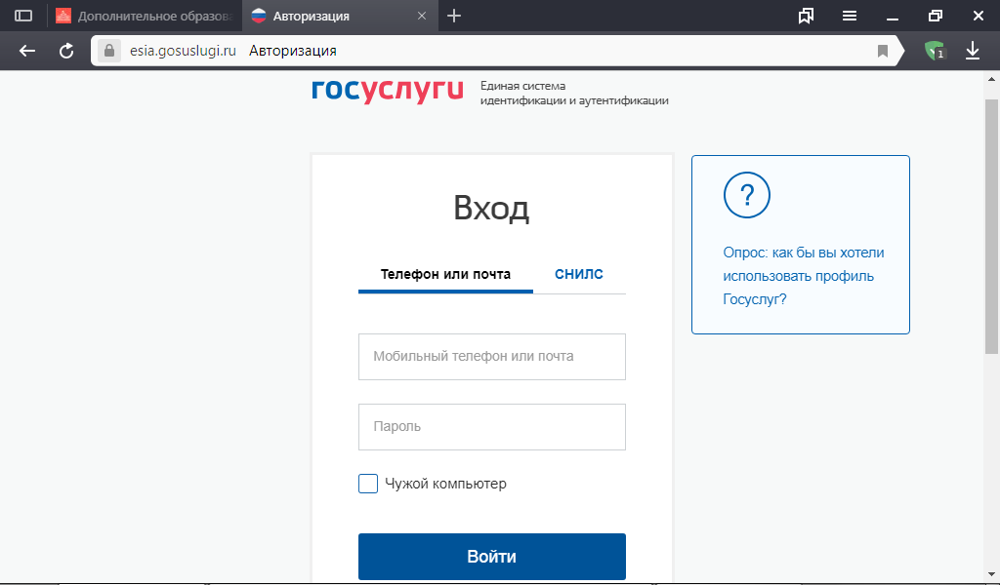 Дополнительное образова
Авторизация
esia.gosuslugi.ru Авторизация
1
госуслуги
Единая система
идентификации и аутентификации
Вход
Телефон или почта
СНИЛС
Мобильный телефон или почта
Пароль
Чужой компьютер
Войти
?
Опрос: как бы вы хотели
использовать профиль
Госуслуг?